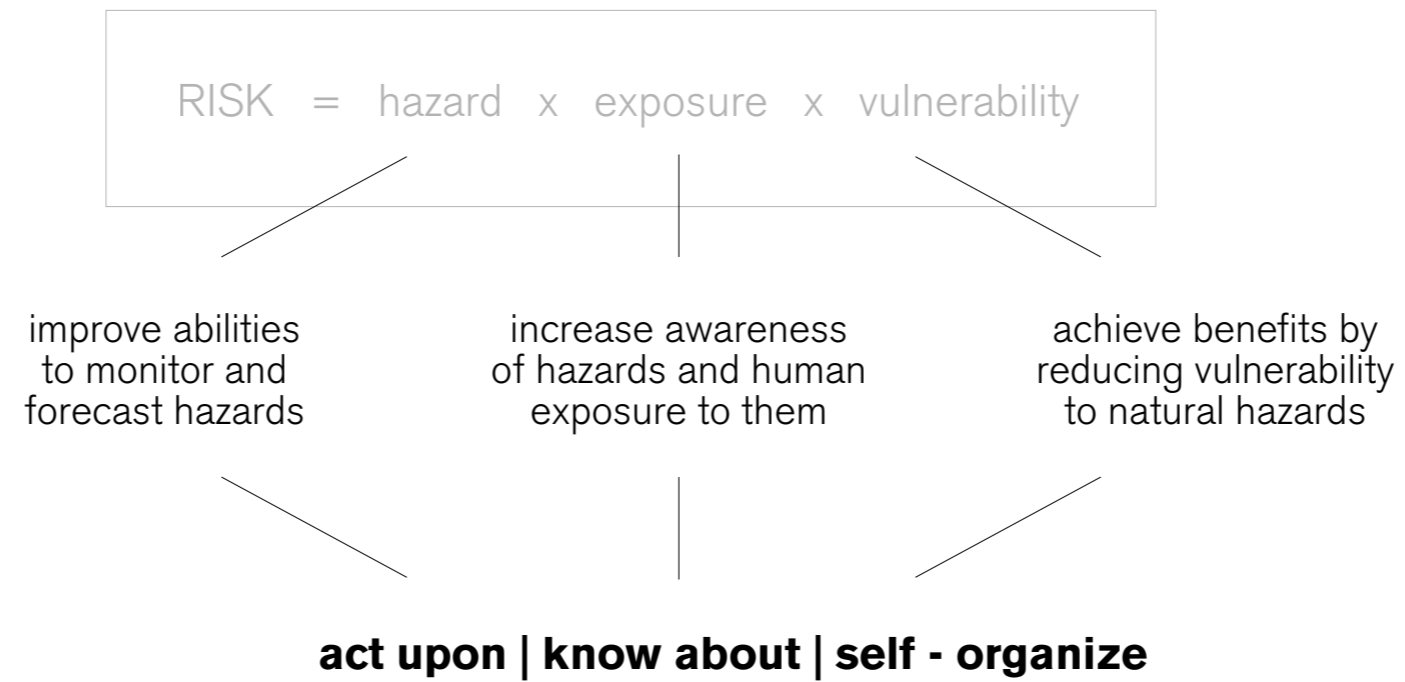 RISK = hazard x exposure x vulnerability
improve abilities
to monitor and
forecast hazards
increase awareness
of hazards and human
exposure to them
achieve benefits by
reducing vulnerability
to natural hazards
act upon | know about | self - organize